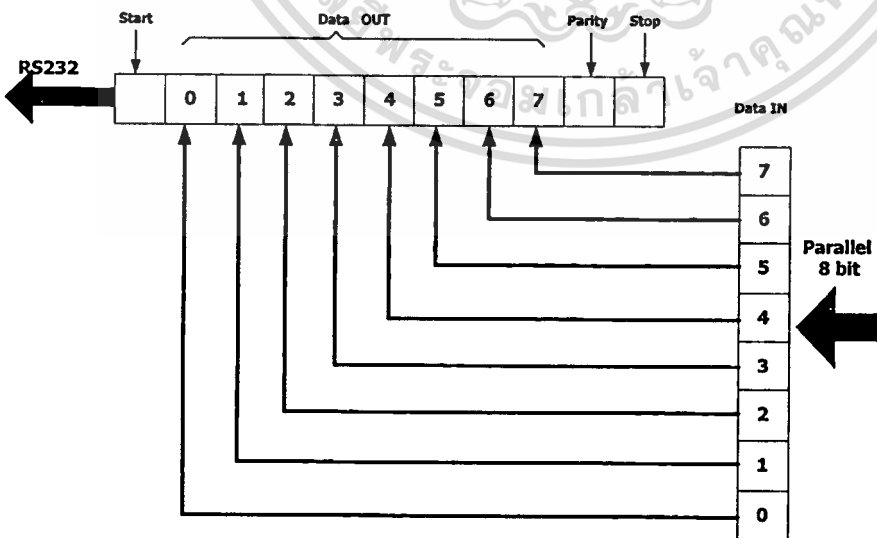 Start
Data OUT
Parity
Stop
RS232
0 1 2 3 4 5 6 7
Data IN
7
6
5
4
3
2
1
0
Parallel
8 bit